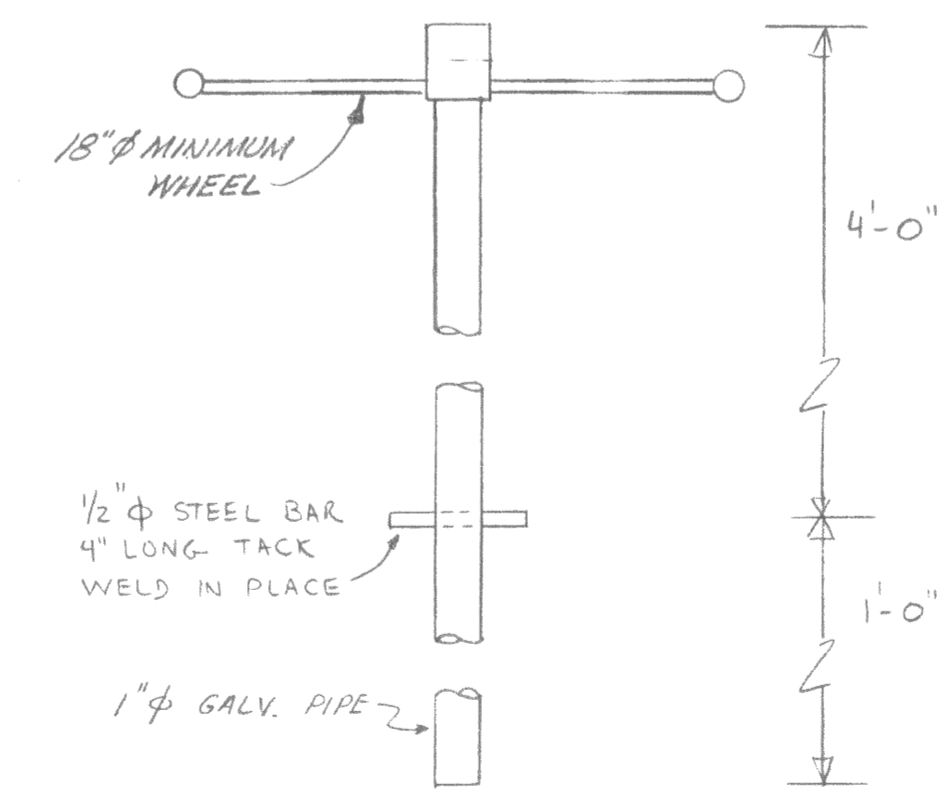 18"⌀ MINIMUM
WHEEL
4'-0"
1/2"⌀ STEEL BAR
4" LONG TACK
WELD IN PLACE
1'-0"
1"⌀ GALV. PIPE